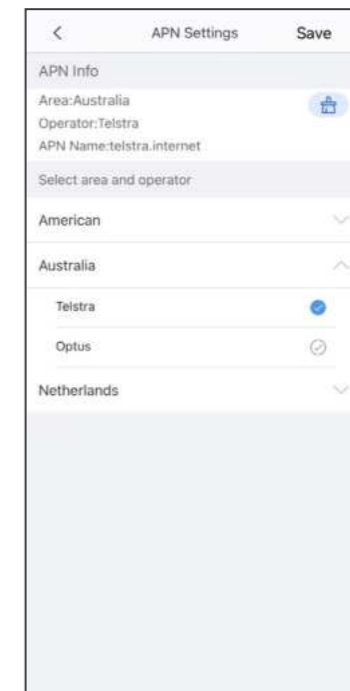 APN Settings
Save
APN Info
Area:Australia
Operator:Telstra
APN Name:telstra.internet
Select area and operator
American
Australia
Telstra
Optus
Netherlands